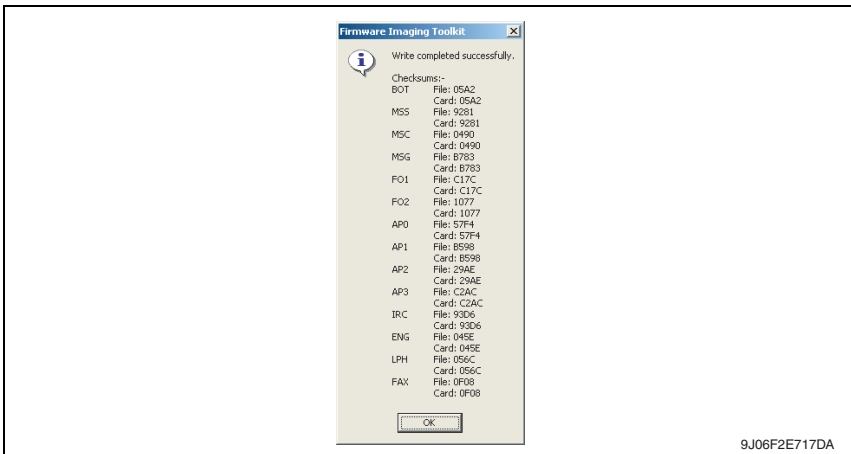 Firmware Imaging Toolkit
Write completed successfully.
Checksums:-
BOT File: 05A2
Card: 05A2
MSS File: 9281
Card: 9281
MSC File: 0490
Card: 0490
MSG File: B783
Card: B783
FO1 File: C17C
Card: C17C
FO2 File: 1077
Card: 1077
AP0 File: 57F4
Card: 57F4
AP1 File: B598
Card: B598
AP2 File: 29AE
Card: 29AE
AP3 File: C2AC
Card: C2AC
IRC File: 93D6
Card: 93D6
ENG File: 045E
Card: 045E
LPH File: 056C
Card: 056C
FAX File: 0F08
Card: 0F08
OK
9J06F2E717DA